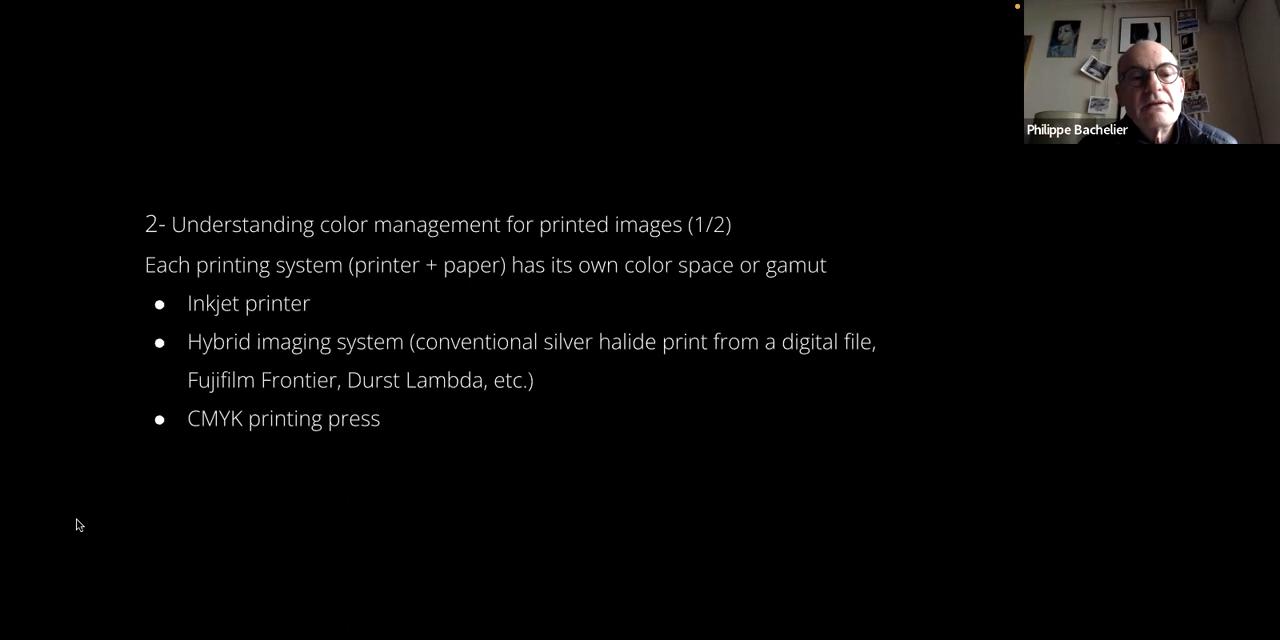 Philippe Bachelier
2- Understanding color management for printed images (1/2)
Each printing system (printer + paper) has its own color space or gamut
● Inkjet printer
● Hybrid imaging system (conventional silver halide print from a digital file,
Fujifilm Frontier, Durst Lambda, etc.)
● CMYK printing press